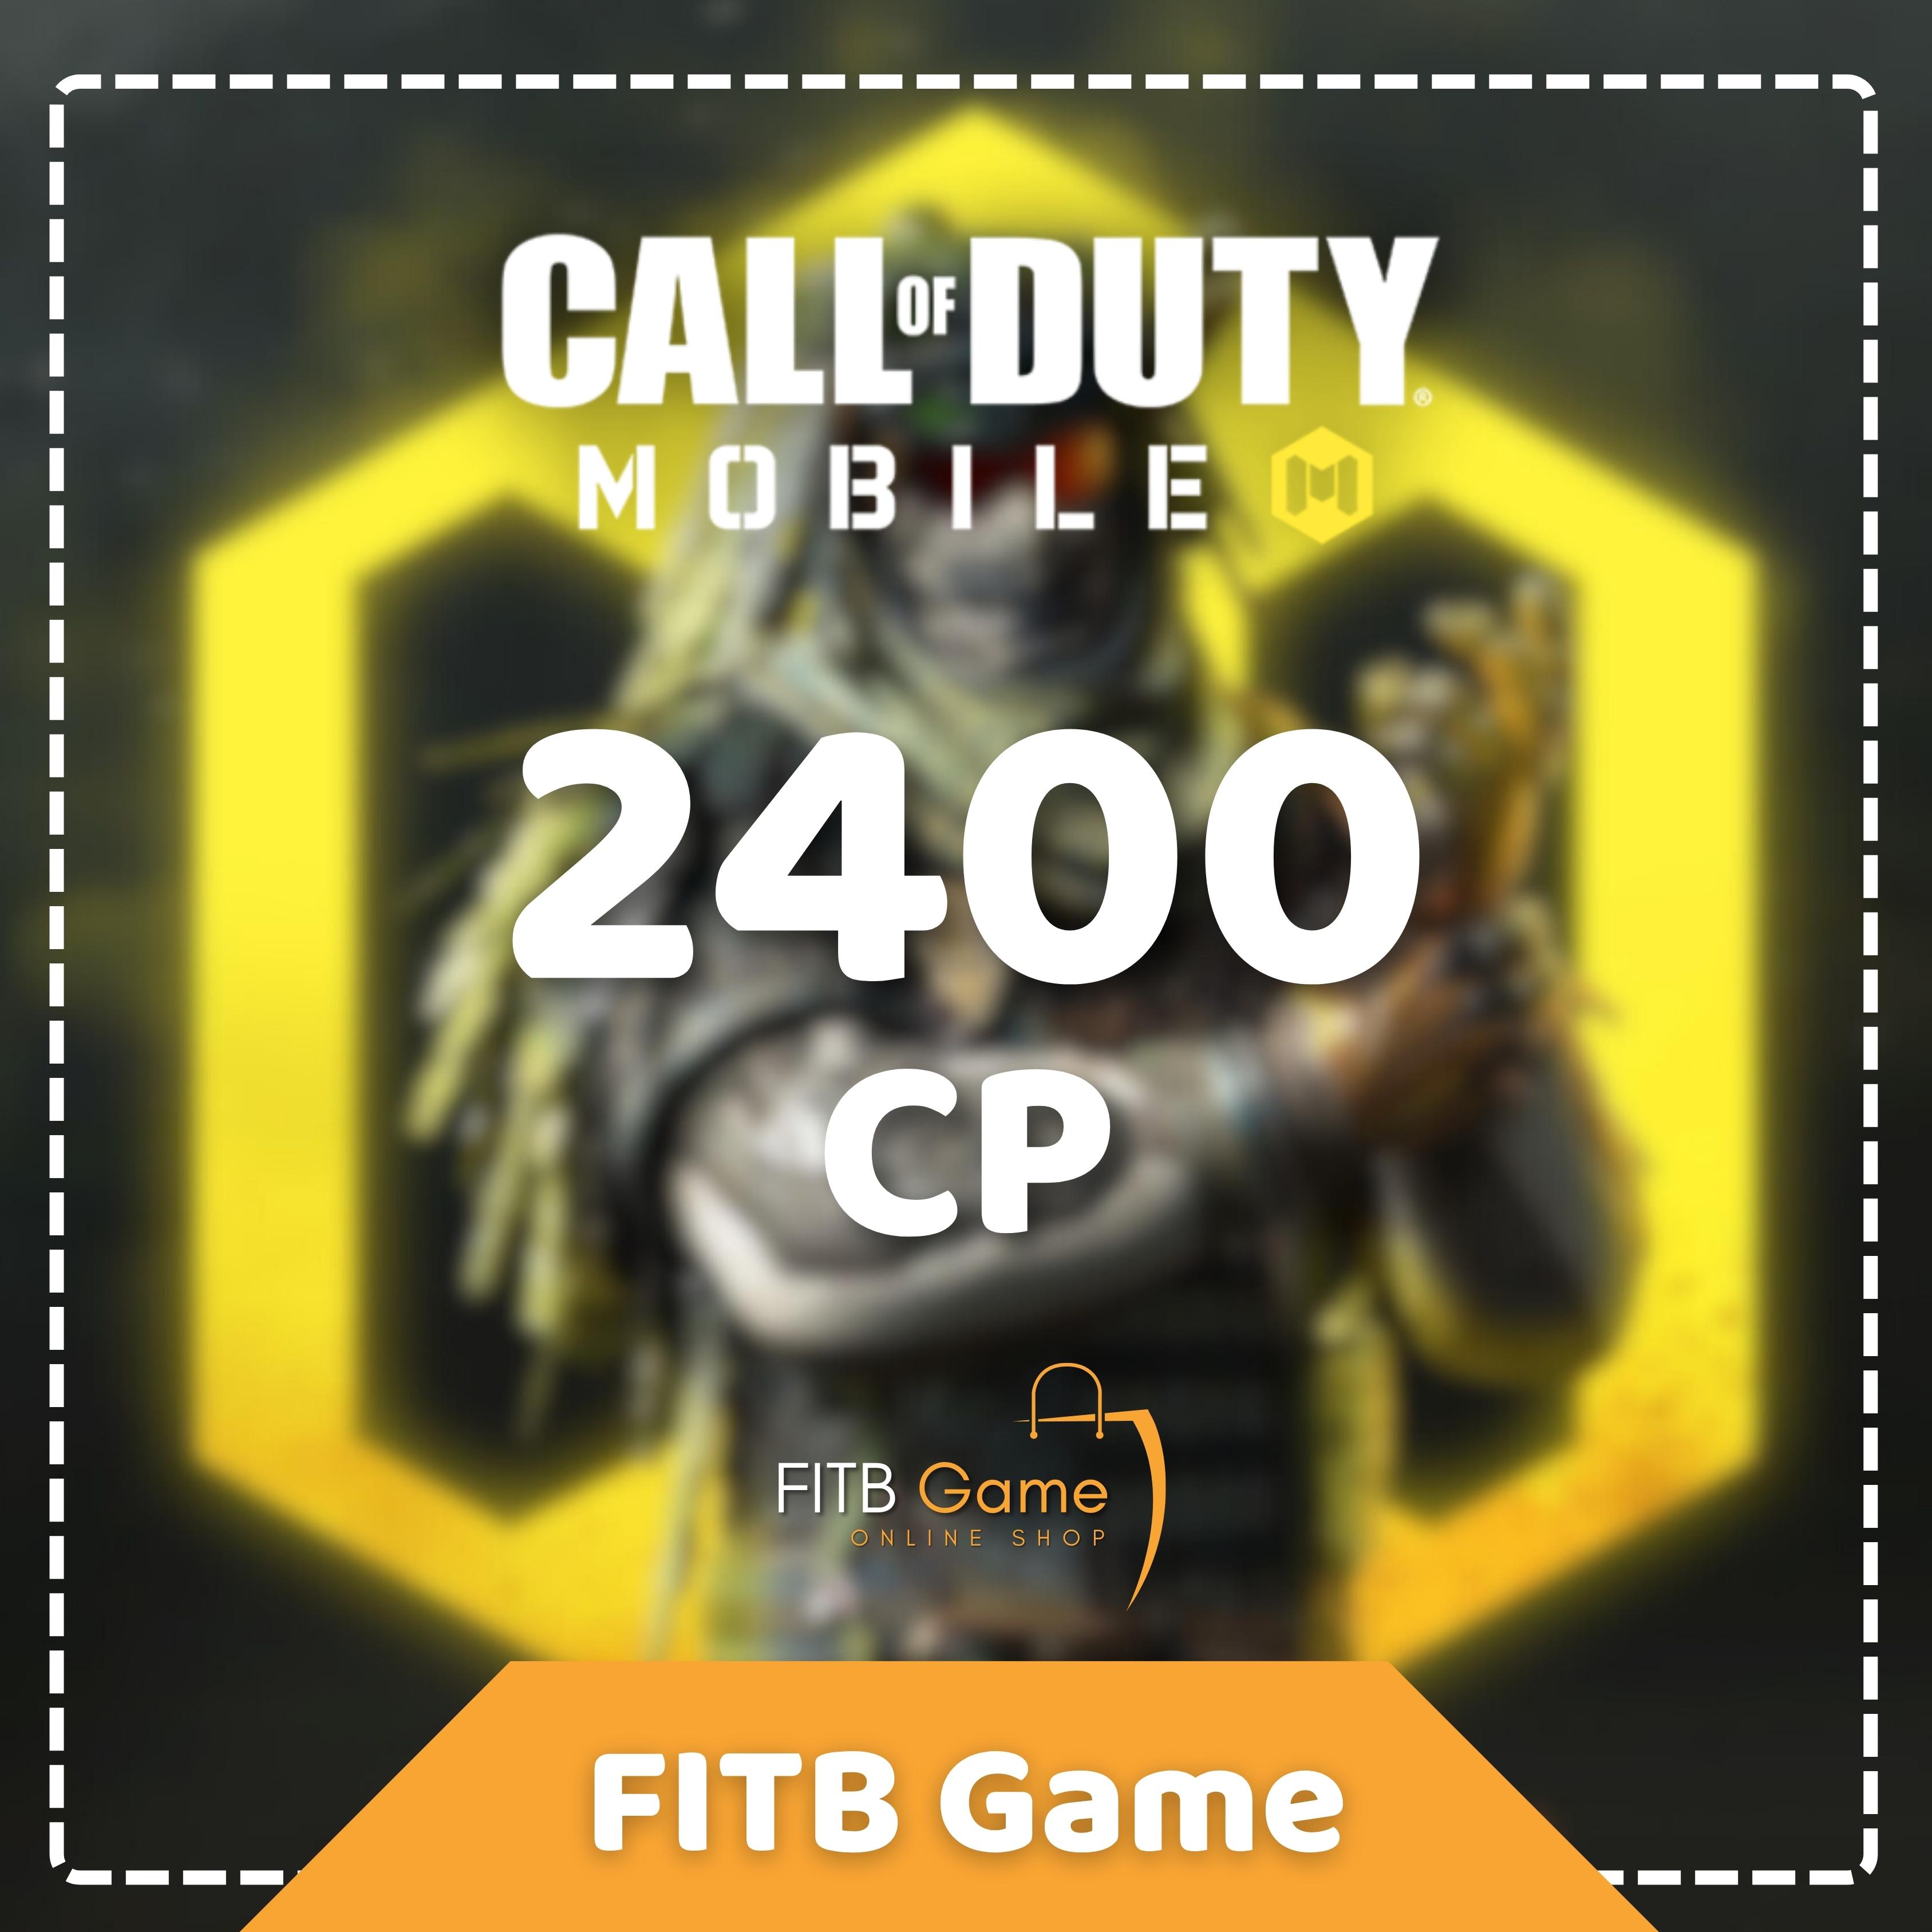 CALL OF DUTY®
MOBILE
2400
CP
FITB Game
ONLINE SHOP
FITB Game